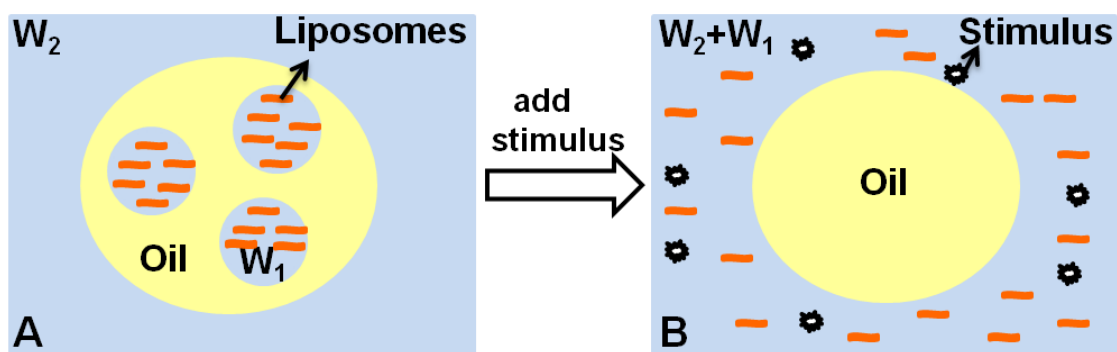 W₂
Liposomes
Oil
W₁
A
add
stimulus
W₂+W₁
Stimulus
Oil
B